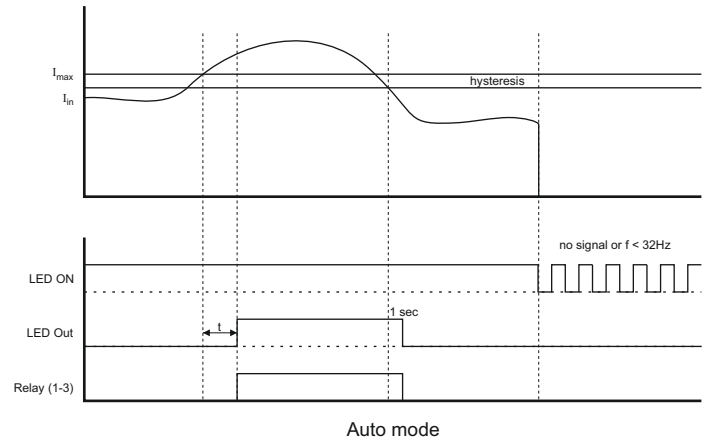 Imax
hysteresis
Iin
no signal or f < 32Hz
LED ON
1 sec
LED Out
t
Relay (1-3)
Auto mode